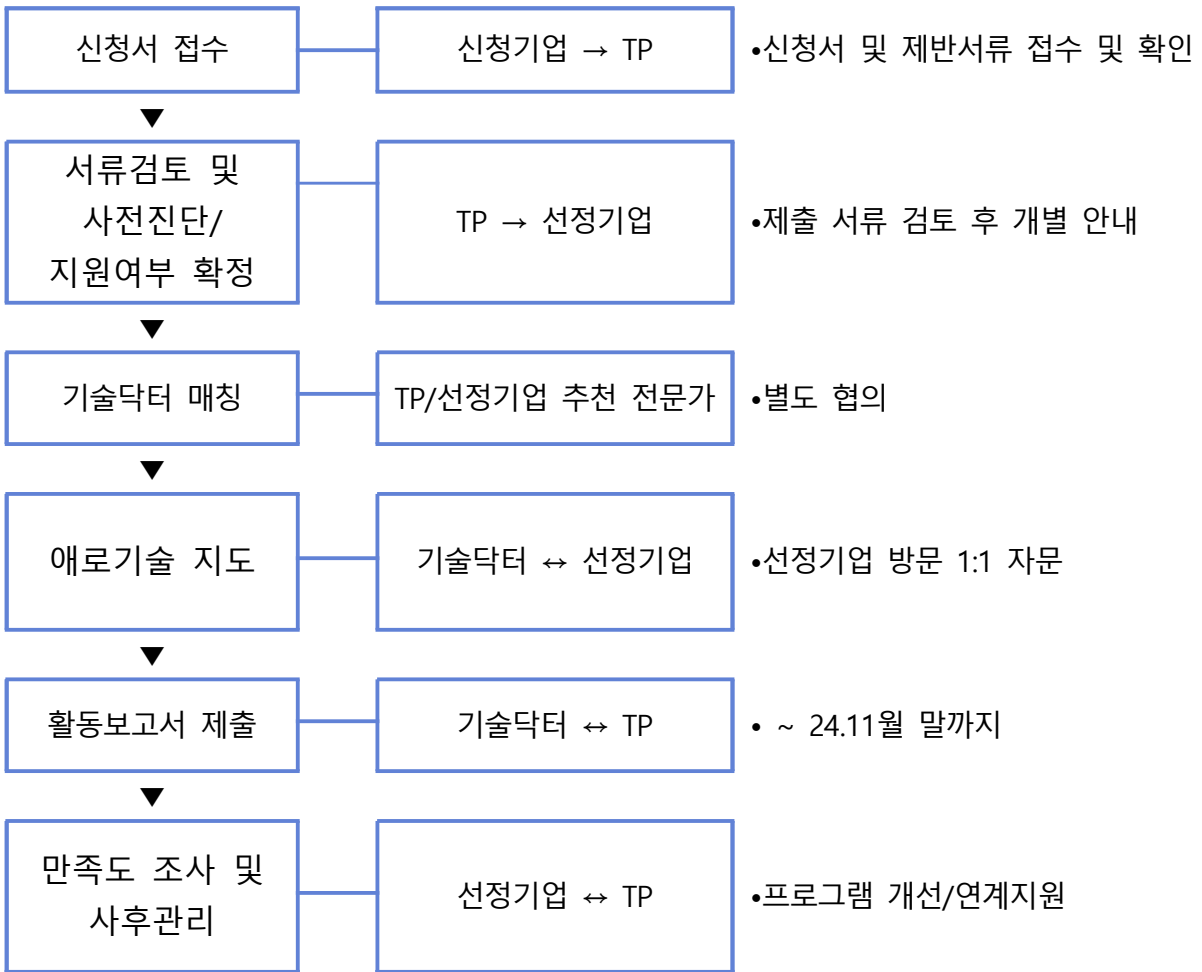 신청서 접수
신청기업 → TP
•신청서 및 제반서류 접수 및 확인
▼
서류검토 및
사전진단/
지원여부 확정
TP → 선정기업
•제출 서류 검토 후 개별 안내
▼
기술닥터 매칭
TP/선정기업 추천 전문가
•별도 협의
▼
애로기술 지도
기술닥터 ↔ 선정기업
•선정기업 방문 1:1 자문
▼
활동보고서 제출
기술닥터 ↔ TP
• ~ 24.11월 말까지
▼
만족도 조사 및
사후관리
선정기업 ↔ TP
•프로그램 개선/연계지원